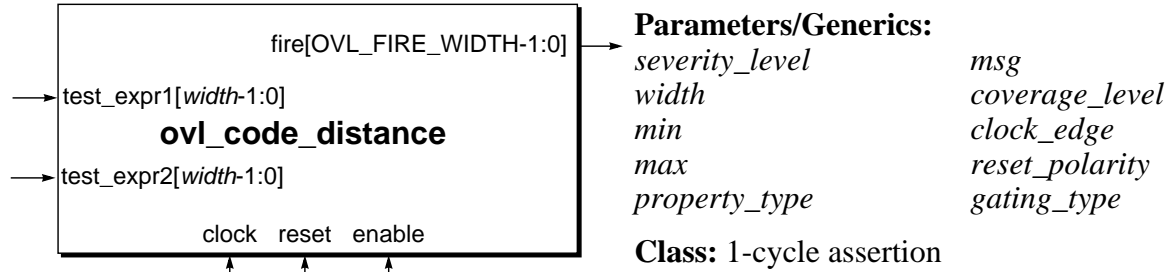 fire[OVL_FIRE_WIDTH-1:0]
test_expr1[width-1:0]
ovl_code_distance
test_expr2[width-1:0]
clock reset enable
Parameters/Generics:
severity_level msg
width coverage_level
min clock_edge
max reset_polarity
property_type gating_type
Class: 1-cycle assertion